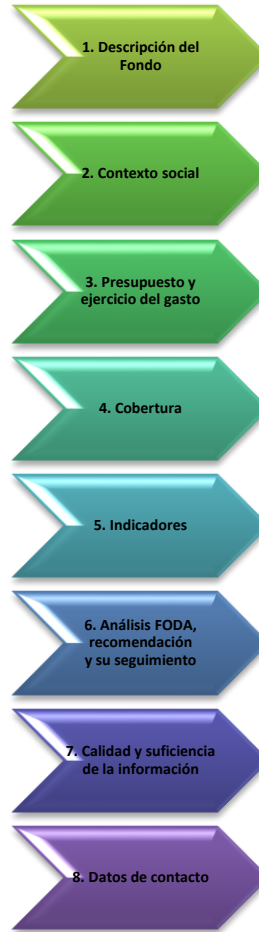 1. Descripción del
Fondo
2. Contexto social
3. Presupuesto y
ejercicio del gasto
4. Cobertura
5. Indicadores
6. Análisis FODA,
recomendación
y su seguimiento
7. Calidad y suficiencia
de la información
8. Datos de contacto